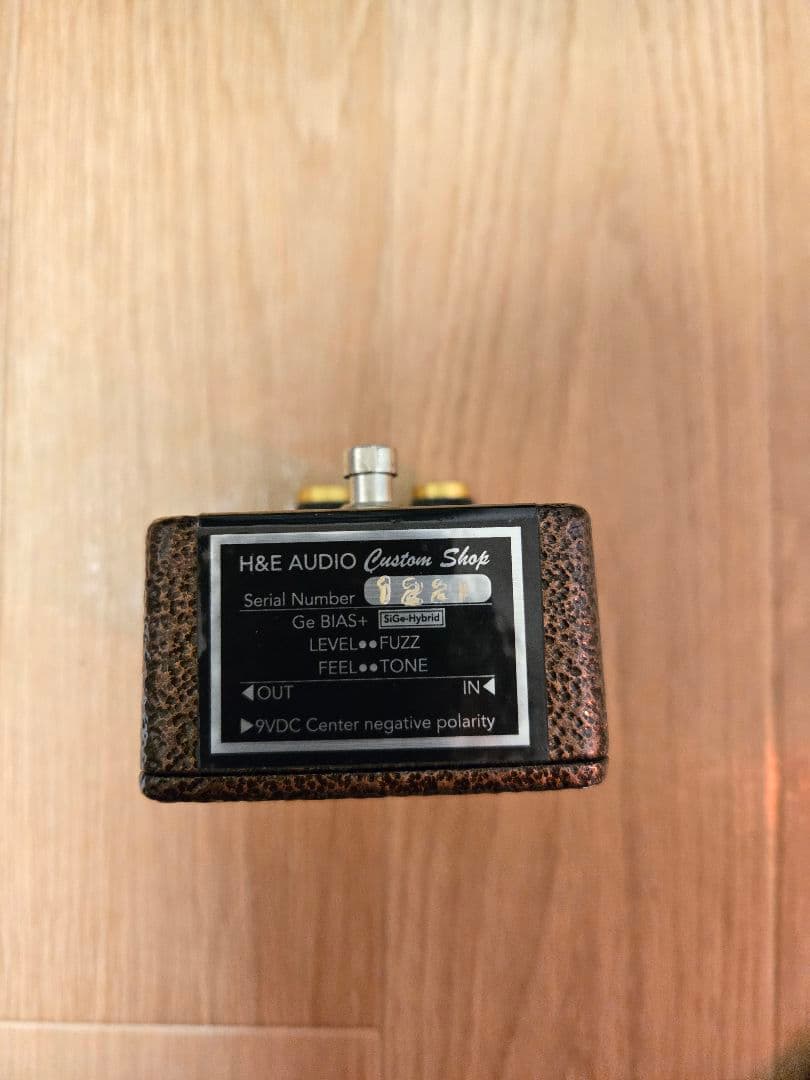 H&E AUDIO Custom Shop
Serial Number
Ge BIAS+ SiGe-Hybrid
LEVEL●●FUZZ
FEEL●●TONE
◀OUT IN◀
▶9VDC Center negative polarity